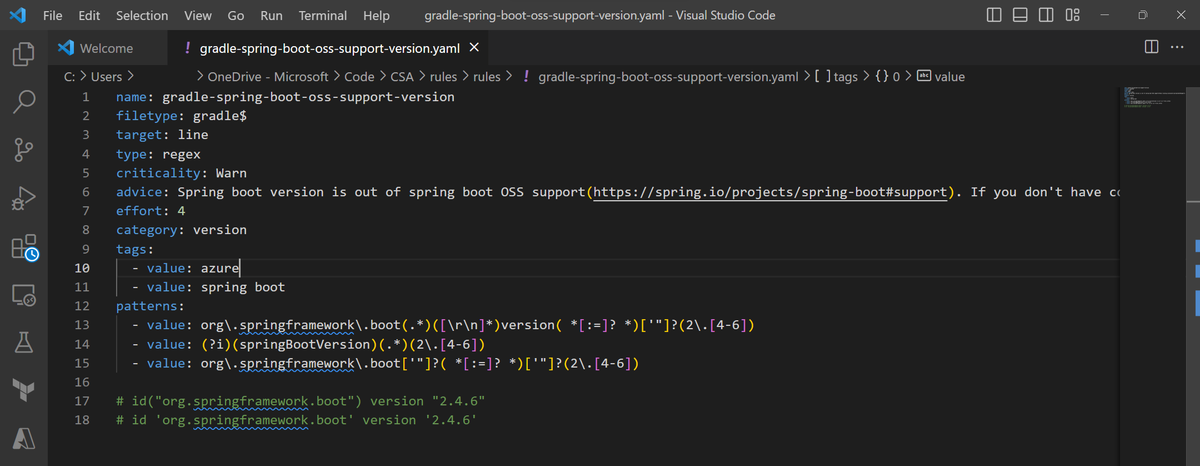 File Edit Selection View Go Run Terminal Help gradle-spring-boot-oss-support-version.yaml - Visual Studio Code
Welcome ! gradle-spring-boot-oss-support-version.yaml
C: > Users > > OneDrive - Microsoft > Code > CSA > rules > rules > ! gradle-spring-boot-oss-support-version.yaml > [ ] tags > {} 0 > abc value
1 name: gradle-spring-boot-oss-support-version
2 filetype: gradle$
3 target: line
4 type: regex
5 criticality: Warn
6 advice: Spring boot version is out of spring boot OSS support(https://spring.io/projects/spring-boot#support). If you don't have co
7 effort: 4
8 category: version
9 tags:
10 - value: azure
11 - value: spring boot
12 patterns:
13 - value: org\.springframework\.boot(.*)([\r\n]*)version( *[:=]? *)['"]?(2\.[4-6])
14 - value: (?i)(springBootVersion)(.*)(2\.[4-6])
15 - value: org\.springframework\.boot['"]?( *[:=]? *)['"]?(2\.[4-6])
16
17 # id("org.springframework.boot") version "2.4.6"
18 # id 'org.springframework.boot' version '2.4.6'